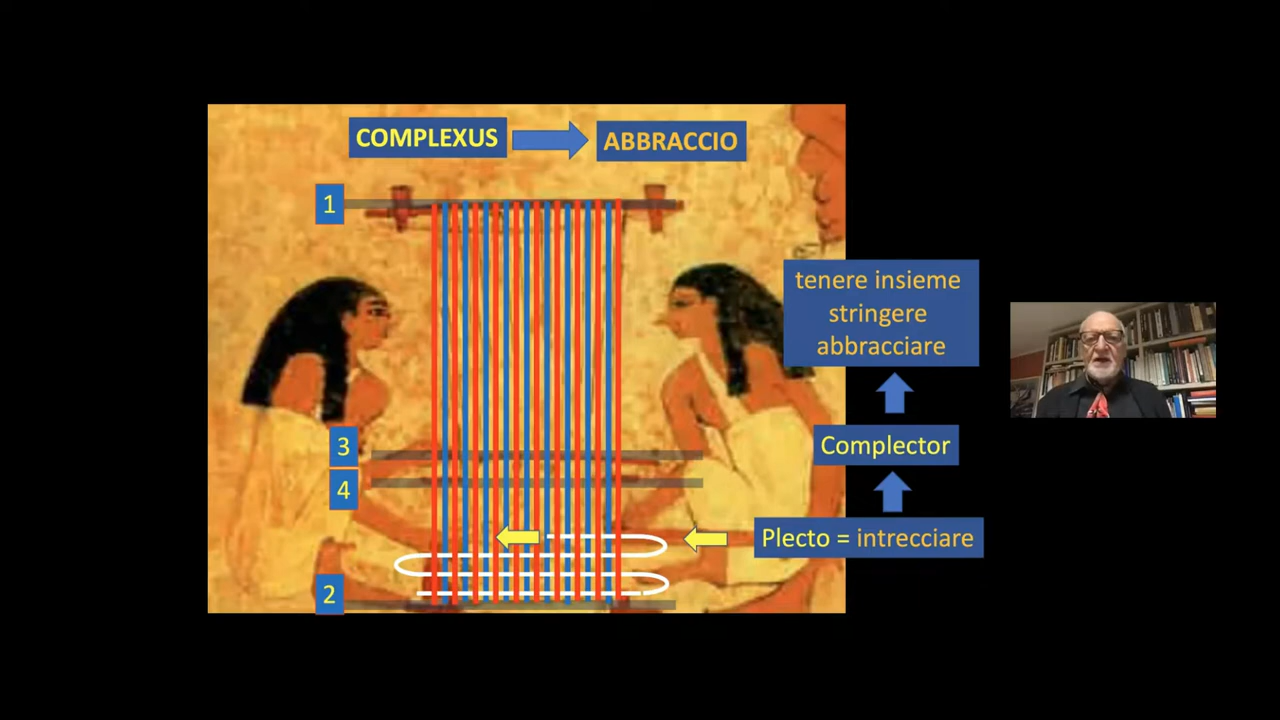 COMPLEXUS
ABBRACCIO
1
tenere insieme
stringere
abbracciare
3
Complector
4
Plecto = intrecciare
2